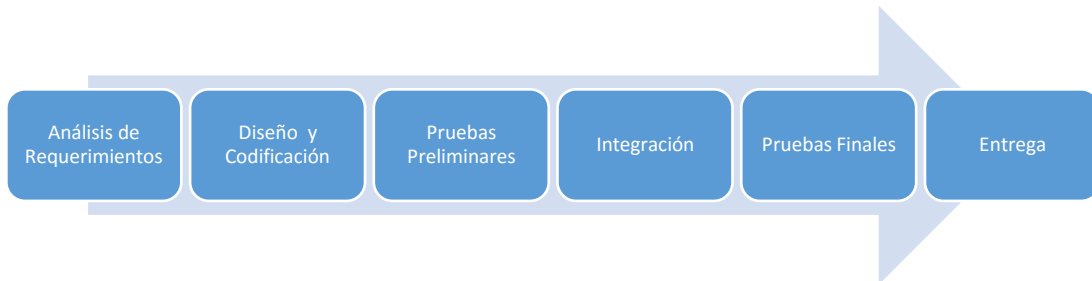 Análisis de
Requerimientos
Diseño y
Codificación
Pruebas
Preliminares
Integración
Pruebas Finales
Entrega